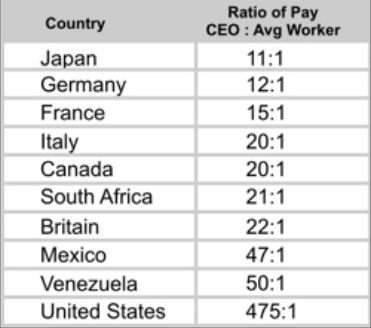 Country Ratio of Pay
CEO : Avg Worker
Japan 11:1
Germany 12:1
France 15:1
Italy 20:1
Canada 20:1
South Africa 21:1
Britain 22:1
Mexico 47:1
Venezuela 50:1
United States 475:1